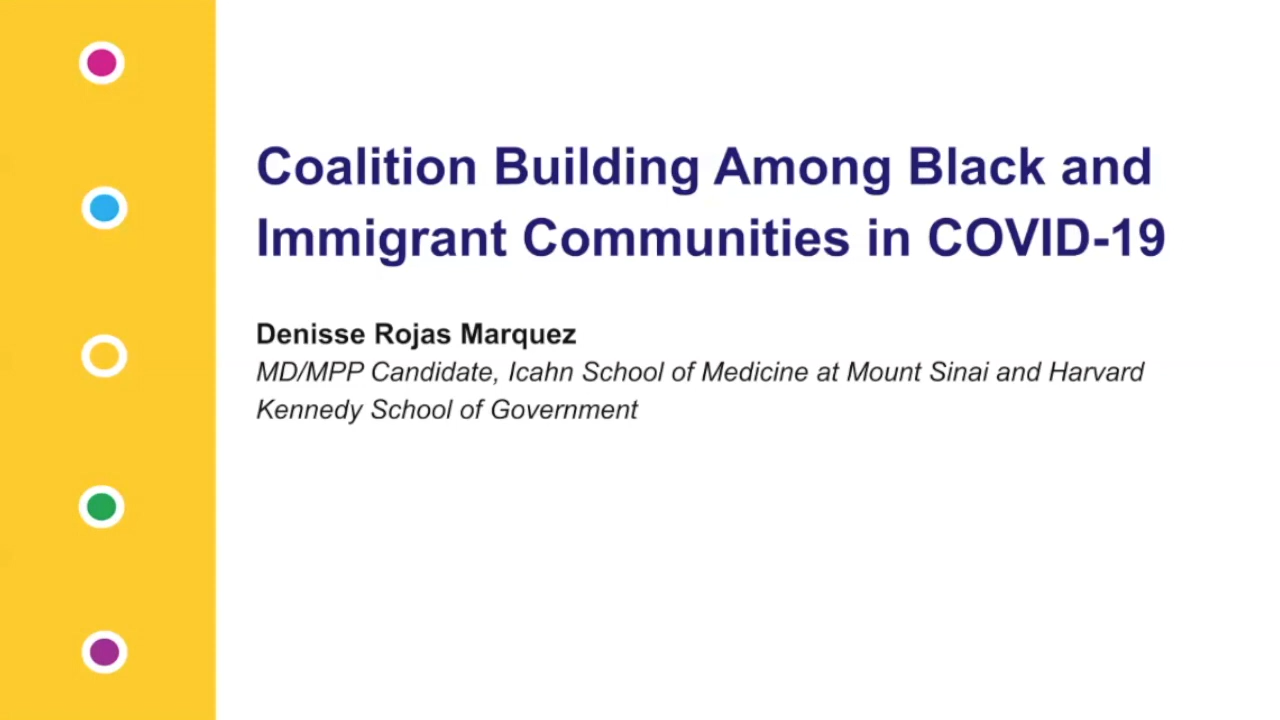 Coalition Building Among Black and
Immigrant Communities in COVID-19
Denisse Rojas Marquez
MD/MPP Candidate, Icahn School of Medicine at Mount Sinai and Harvard
Kennedy School of Government